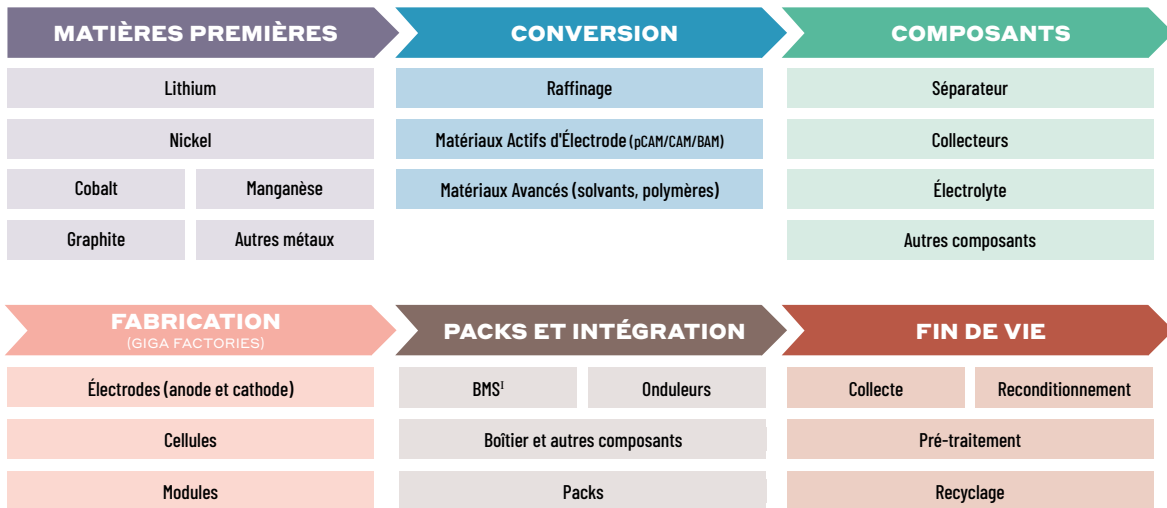 MATIÈRES PREMIÈRES
Lithium
Nickel
Cobalt
Manganèse
Graphite
Autres métaux
CONVERSION
Raffinage
Matériaux Actifs d'Électrode (pCAM/CAM/BAM)
Matériaux Avancés (solvants, polymères)
COMPOSANTS
Séparateur
Collecteurs
Électrolyte
Autres composants
FABRICATION
(GIGA FACTORIES)
Électrodes (anode et cathode)
Cellules
Modules
PACKS ET INTÉGRATION
BMSᴵ
Onduleurs
Boîtier et autres composants
Packs
FIN DE VIE
Collecte
Reconditionnement
Pré-traitement
Recyclage